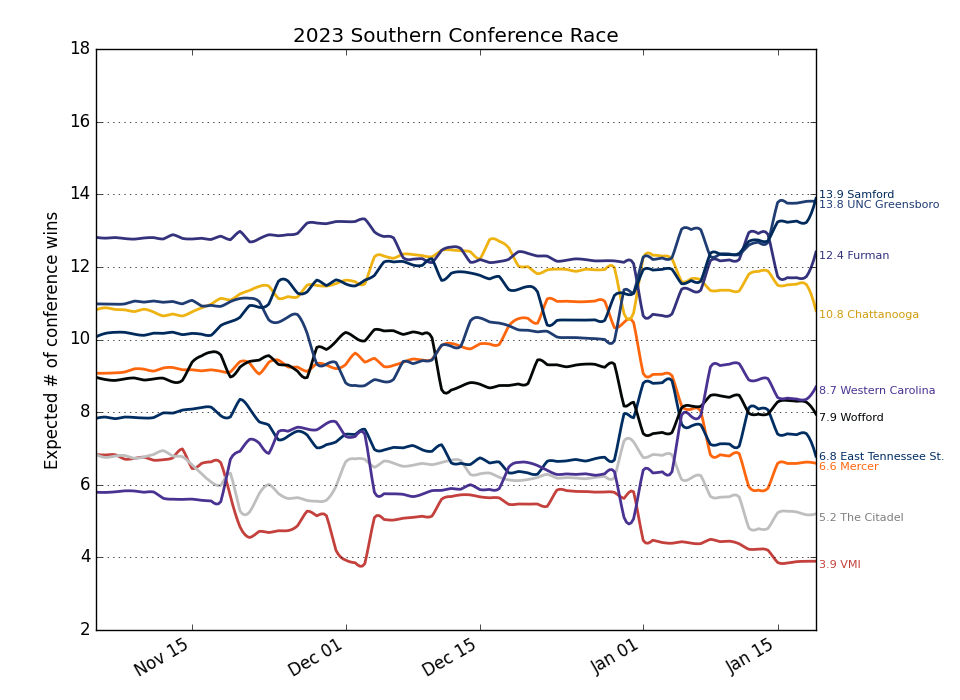 2023 Southern Conference Race
Expected # of conference wins
18
16
14
12
10
8
6
4
2
Nov 15
Dec 01
Dec 15
Jan 01
Jan 15
13.9 Samford
13.8 UNC Greensboro
12.4 Furman
10.8 Chattanooga
8.7 Western Carolina
7.9 Wofford
6.8 East Tennessee St.
6.6 Mercer
5.2 The Citadel
3.9 VMI